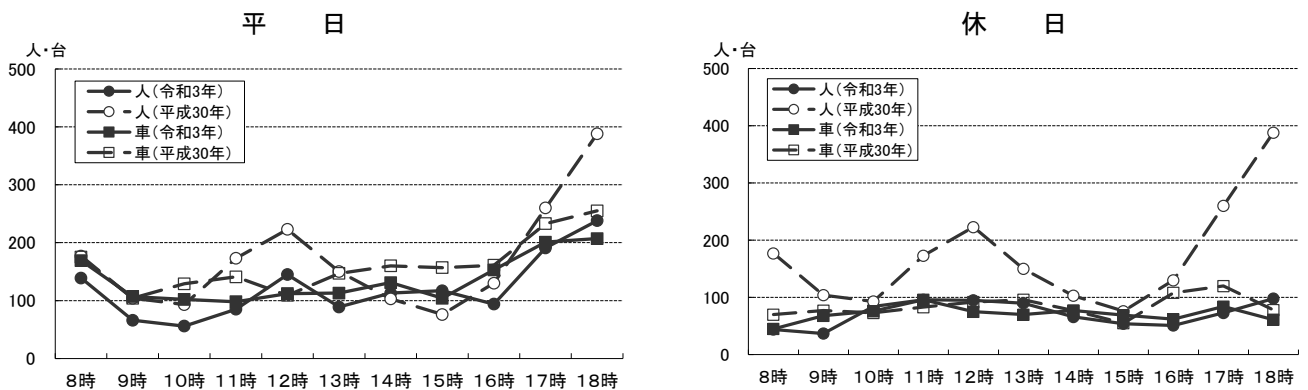 平　　日
人・台
500
400
300
200
100
0
人（令和3年）
人（平成30年）
車（令和3年）
車（平成30年）
8時 9時 10時 11時 12時 13時 14時 15時 16時 17時 18時
休　　日
人・台
500
400
300
200
100
0
人（令和3年）
人（平成30年）
車（令和3年）
車（平成30年）
8時 9時 10時 11時 12時 13時 14時 15時 16時 17時 18時